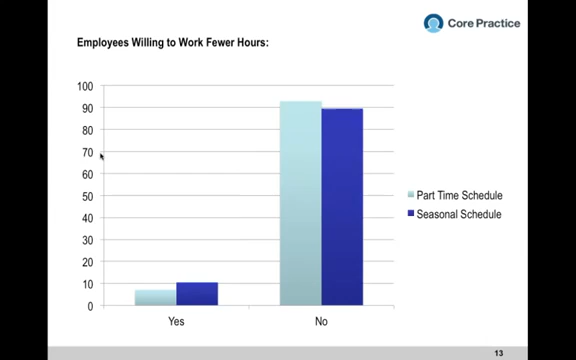 Core Practice
Employees Willing to Work Fewer Hours:
100
90
80
70
60
50
40
30
20
10
0
Yes
No
Part Time Schedule
Seasonal Schedule
13